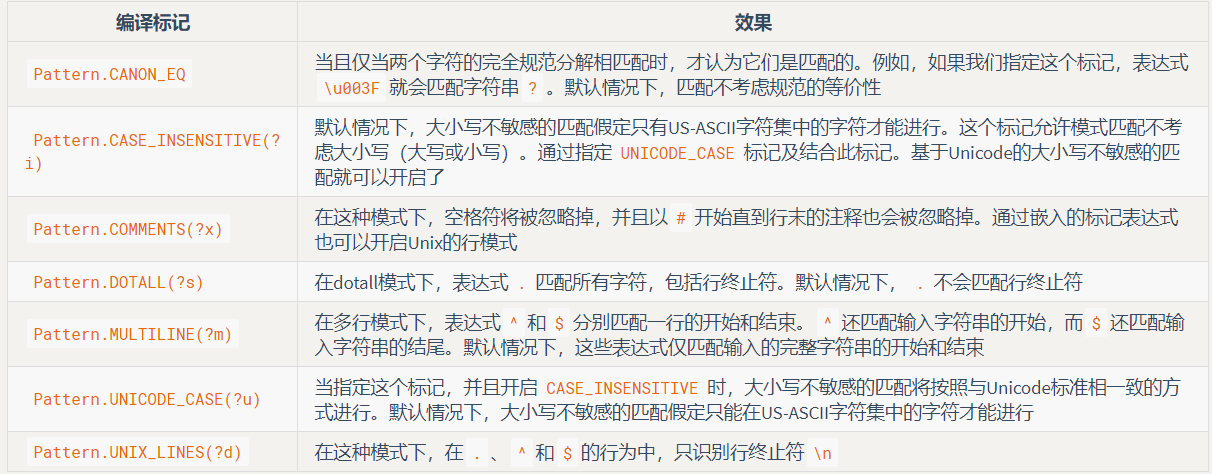 编译标记 效果
当且仅当两个字符的完全规范分解相匹配时，才认为它们是匹配的。例如，如果我们指定这个标记，表达式
Pattern.CANON_EQ
\u003F 就会匹配字符串 ? 。默认情况下，匹配不考虑规范的等价性
默认情况下，大小写不敏感的匹配假定只有US-ASCII字符集中的字符才能进行。这个标记允许模式匹配不考
Pattern.CASE_INSENSITIVE(?
i)
虑大小写（大写或小写）。通过指定 UNICODE_CASE 标记及结合此标记。基于Unicode的大小写不敏感的匹
配就可以开启了
在这种模式下，空格符将被忽略掉，并且以 # 开始直到行末的注释也会被忽略掉。通过嵌入的标记表达式
Pattern.COMMENTS(?x)
也可以开启Unix的行模式
Pattern.DOTALL(?s) 在dotall模式下，表达式 . 匹配所有字符，包括行终止符。默认情况下， . 不会匹配行终止符
在多行模式下，表达式 ^ 和 $ 分别匹配一行的开始和结束。 ^ 还匹配输入字符串的开始，而 $ 还匹配输
Pattern.MULTILINE(?m)
入字符串的结尾。默认情况下，这些表达式仅匹配输入的完整字符串的开始和结束
当指定这个标记，并且开启 CASE_INSENSITIVE 时，大小写不敏感的匹配将按照与Unicode标准相一致的方
Pattern.UNICODE_CASE(?u)
式进行。默认情况下，大小写不敏感的匹配假定只能在US-ASCII字符集中的字符才能进行
Pattern.UNIX_LINES(?d) 在这种模式下，在 . 、 ^ 和 $ 的行为中，只识别行终止符 \n